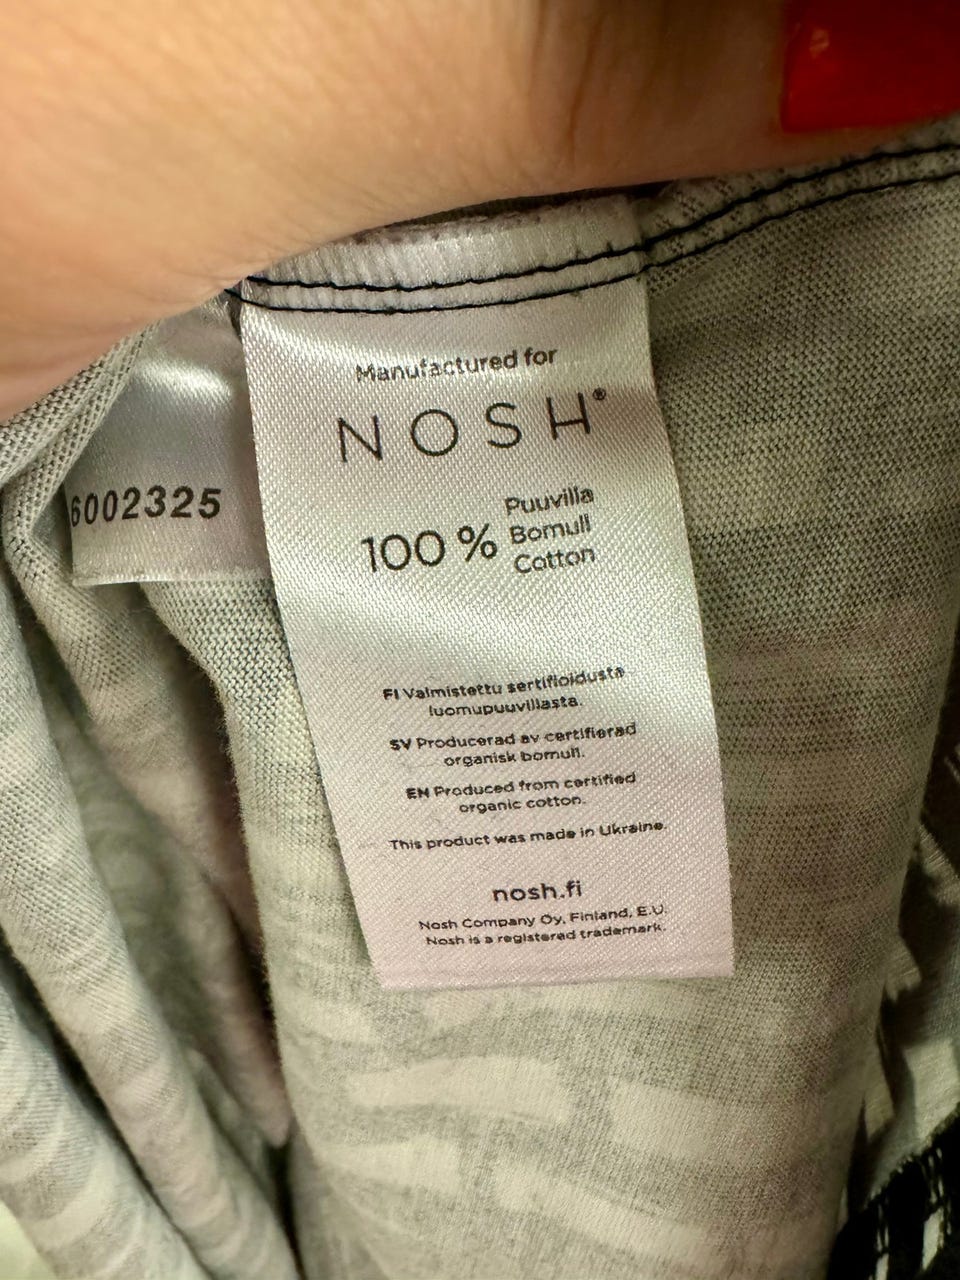 Manufactured for
NOSH®
6002325
100 % Puuvilla
Bomull
Cotton
FI Valmistettu sertifioidusta
luomupuuvillasta.
SV Producerad av certifierad
organisk bomull.
EN Produced from certified
organic cotton.
This product was made in Ukraine.
nosh.fi
Nosh Company Oy, Finland, E.U.
Nosh is a registered trademark.